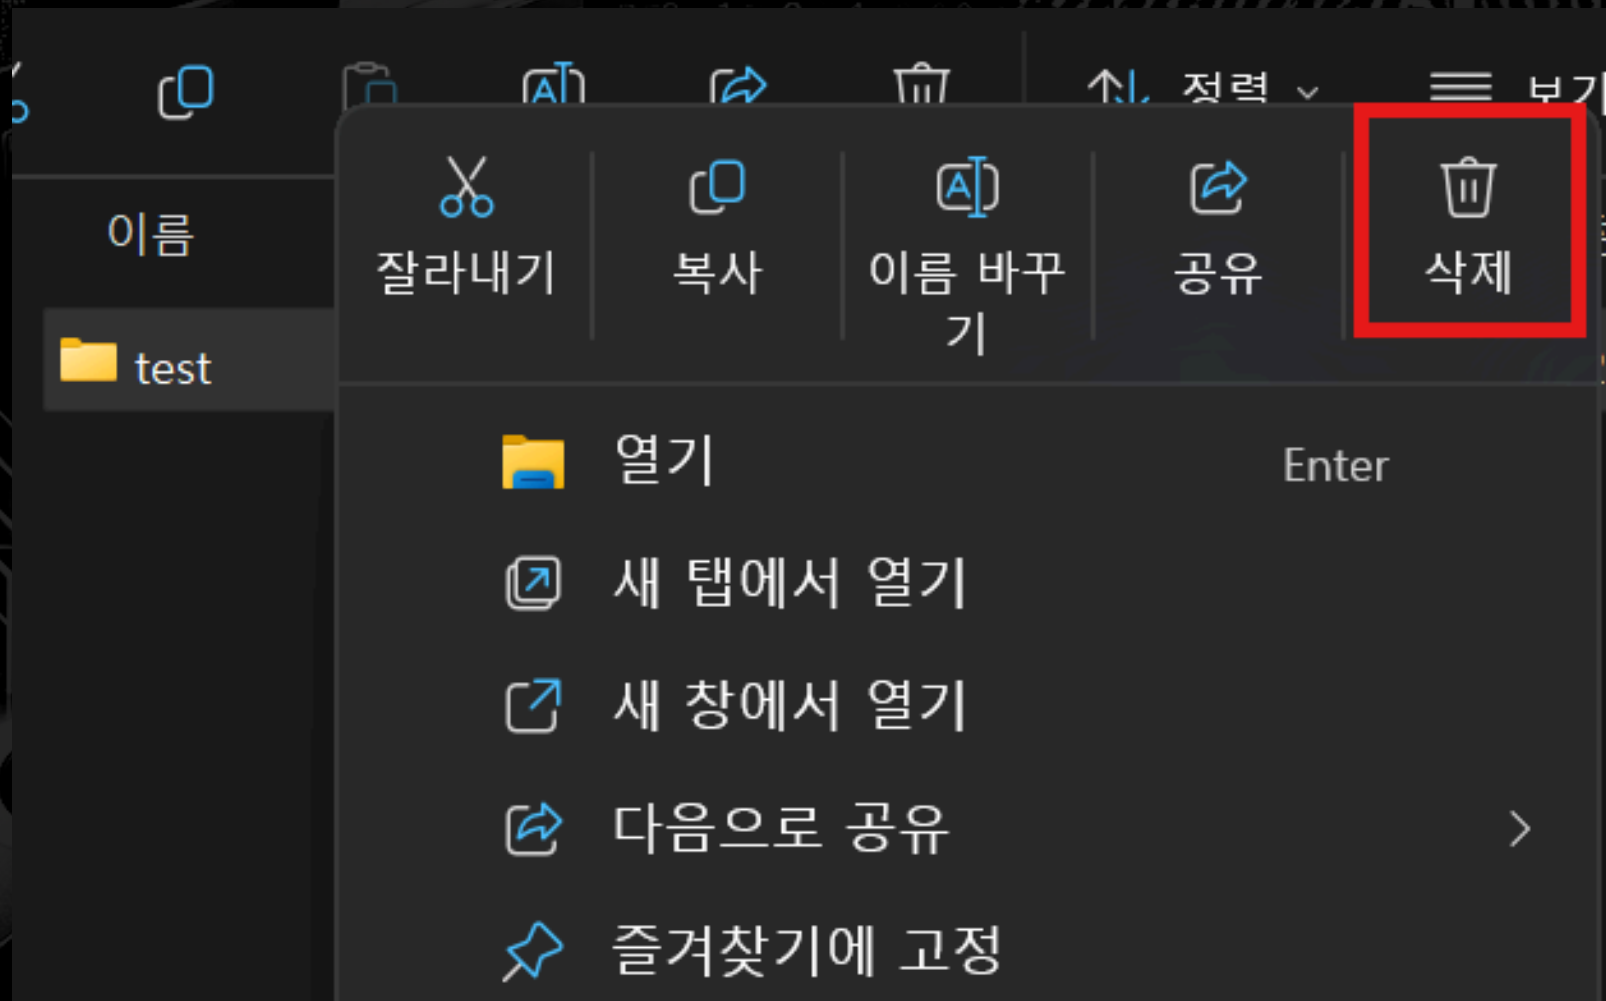 정렬
보기
이름
잘라내기
복사
이름 바꾸
기
공유
삭제
test
열기 Enter
새 탭에서 열기
새 창에서 열기
다음으로 공유
즐겨찾기에 고정